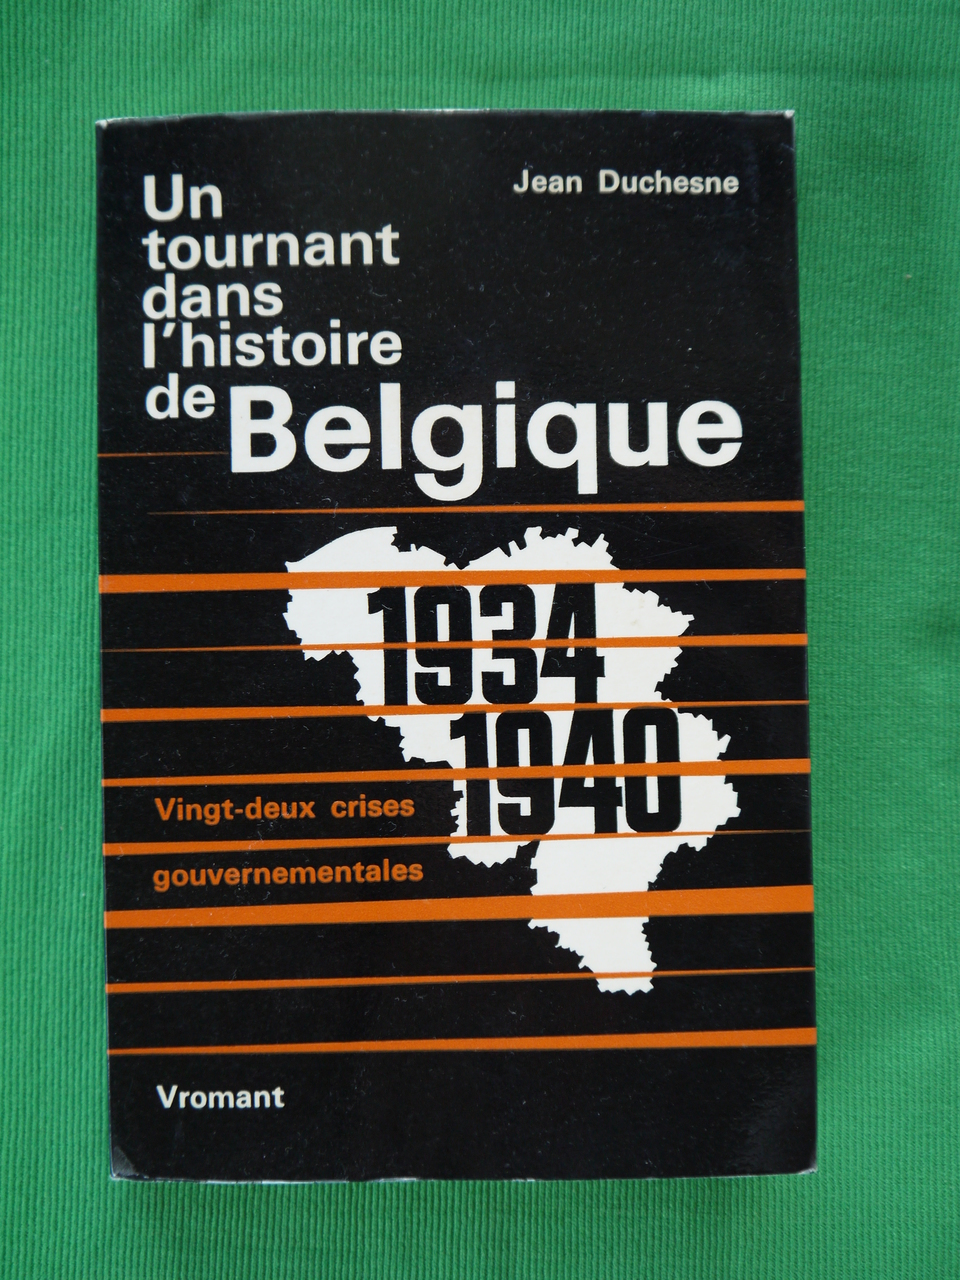 Jean Duchesne
Un
tournant
dans
l'histoire
de Belgique
1934
1940
Vingt-deux crises
gouvernementales
Vromant